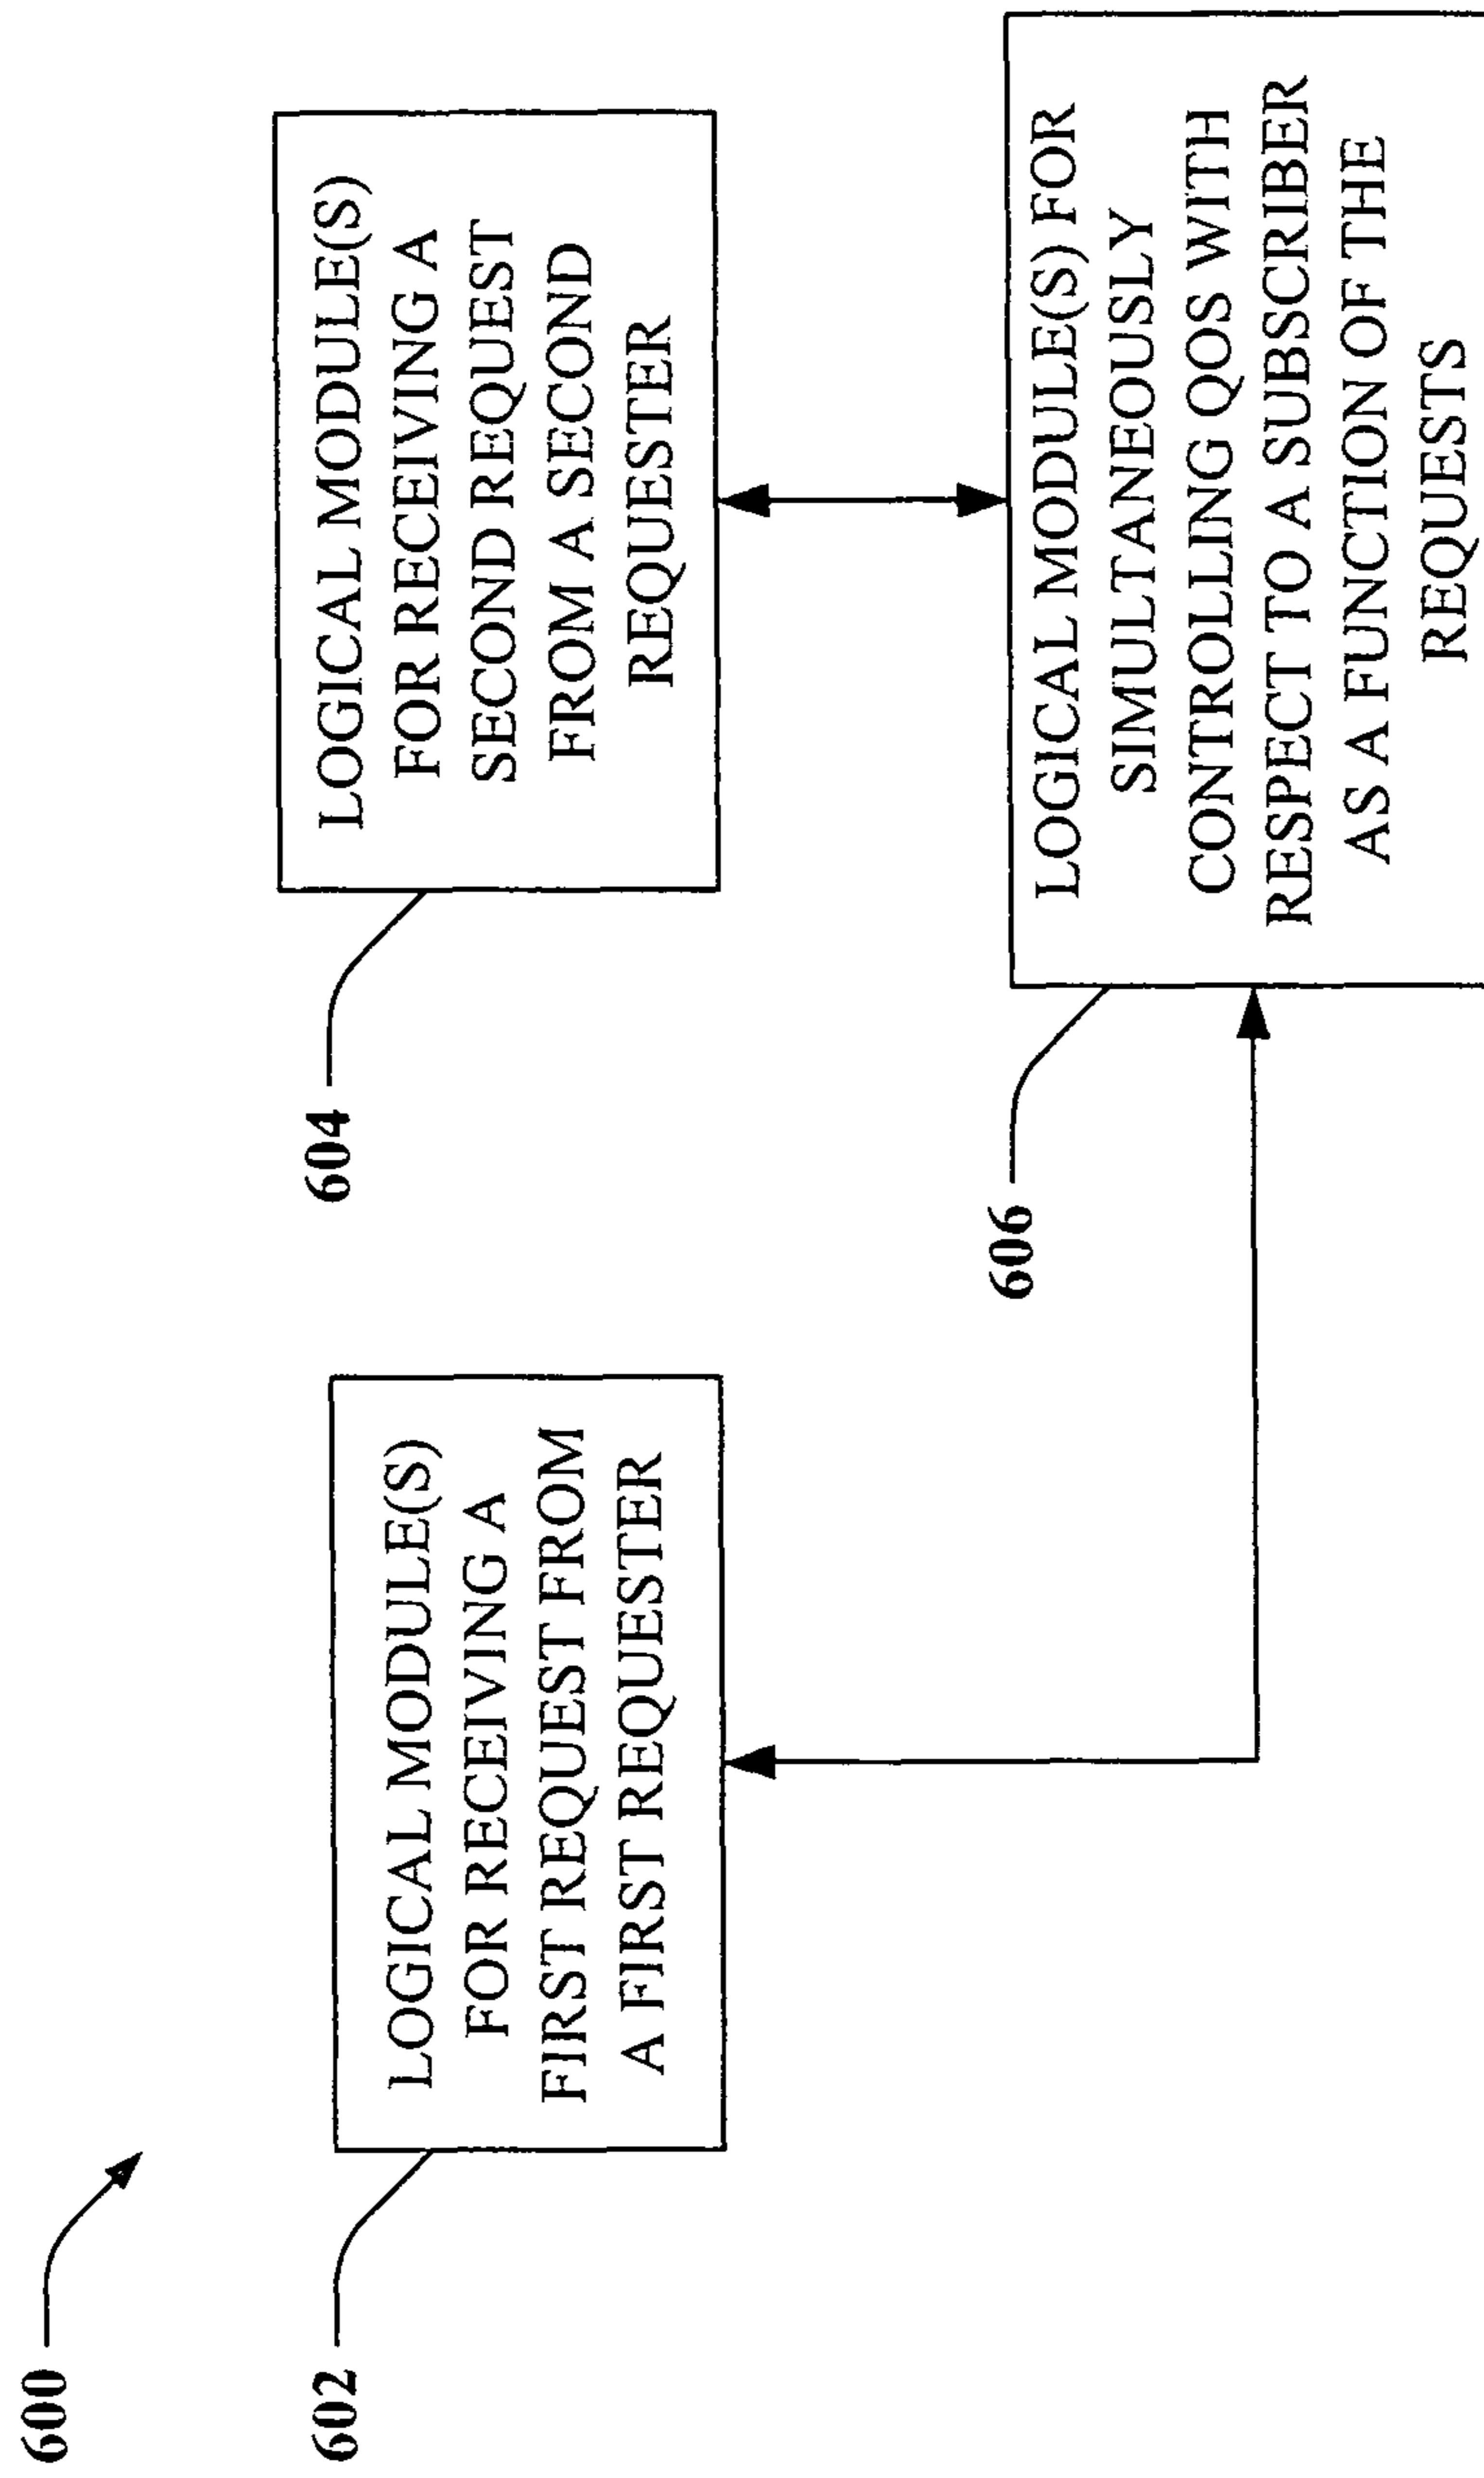 600
602
LOGICAL MODULE(S)
FOR RECEIVING A
FIRST REQUEST FROM
A FIRST REQUESTER
604
LOGICAL MODULE(S)
FOR RECEIVING A
SECOND REQUEST
FROM A SECOND
REQUESTER
606
LOGICAL MODULE(S) FOR
SIMULTANEOUSLY
CONTROLLING QOS WITH
RESPECT TO A SUBSCRIBER
AS A FUNCTION OF THE
REQUESTS